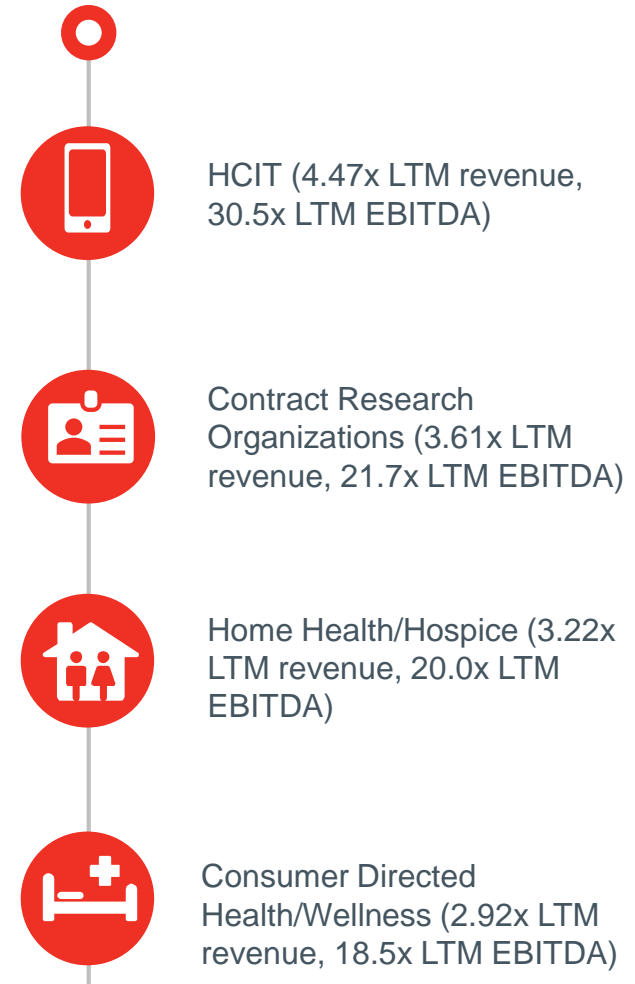 HCIT (4.47x LTM revenue,
30.5x LTM EBITDA)
Contract Research
Organizations (3.61x LTM
revenue, 21.7x LTM EBITDA)
Home Health/Hospice (3.22x
LTM revenue, 20.0x LTM
EBITDA)
Consumer Directed
Health/Wellness (2.92x LTM
revenue, 18.5x LTM EBITDA)